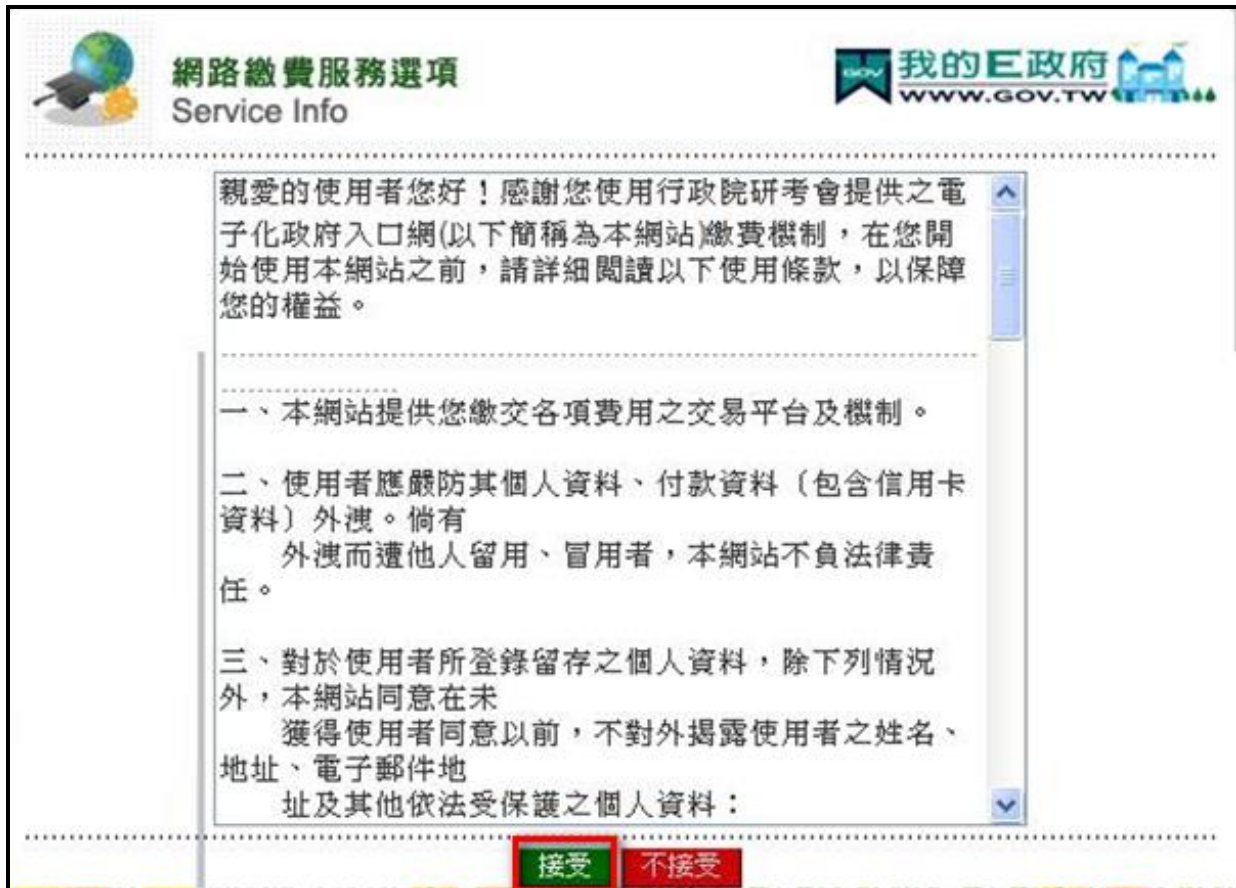 網路繳費服務選項
Service Info
GOV
我的E政府
WWW.GOV.TW
親愛的使用者您好！感謝您使用行政院研考會提供之電
子化政府入口網(以下簡稱為本網站)繳費機制，在您開
始使用本網站之前，請詳細閱讀以下使用條款，以保障
您的權益。
一、本網站提供您繳交各項費用之交易平台及機制。
二、使用者應嚴防其個人資料、付款資料〔包含信用卡
資料〕外洩。倘有
外洩而遭他人留用、冒用者，本網站不負法律責
任。
三、對於使用者所登錄留存之個人資料，除下列情況
外，本網站同意在未
獲得使用者同意以前，不對外揭露使用者之姓名、
地址、電子郵件地
址及其他依法受保護之個人資料：
接受 不接受